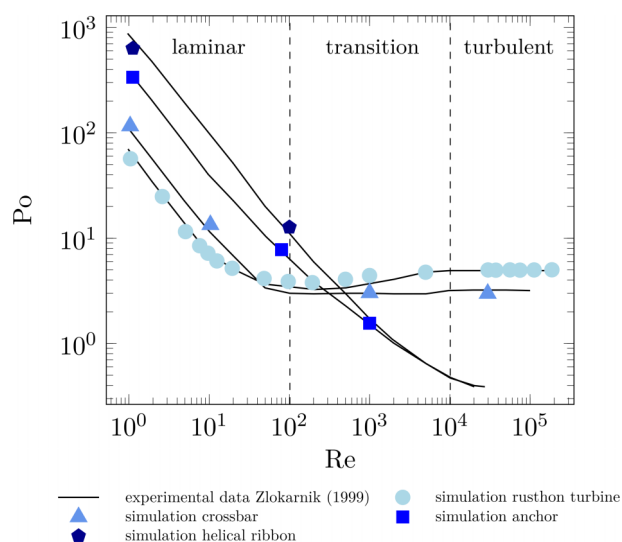 10³
laminar
transition
turbulent
10²
Po
10¹
10⁰
10⁰
10¹
10²
10³
10⁴
10⁵
Re
experimental data Zlokarnik (1999)
simulation rusthon turbine
simulation crossbar
simulation anchor
simulation helical ribbon